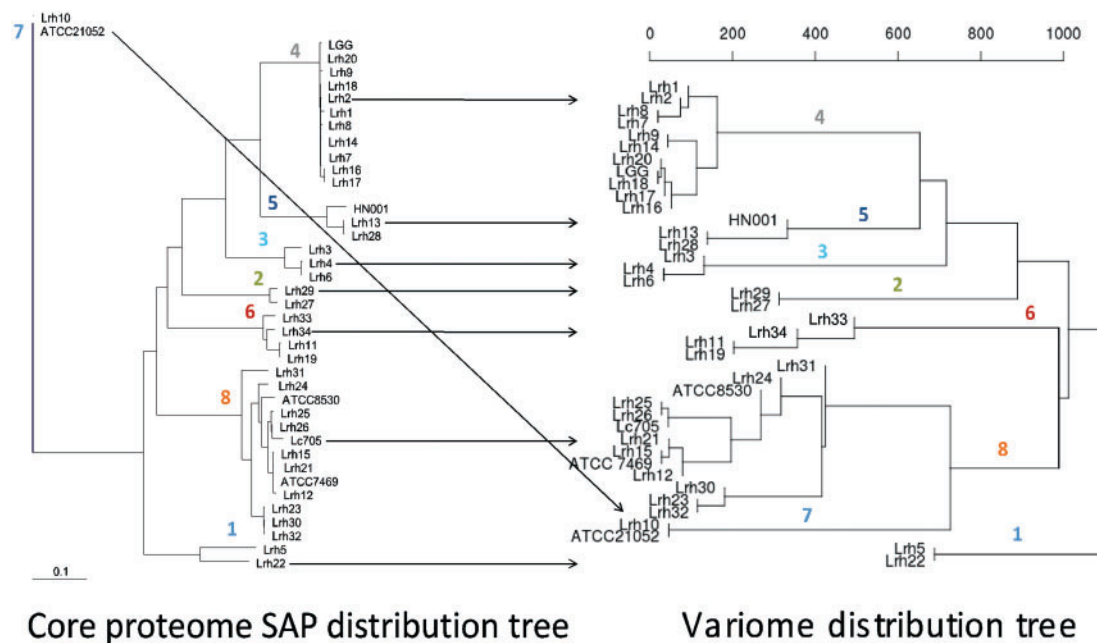 Lrh10
7
ATCC21052
4
LGG
Lrh20
Lrh9
Lrh18
Lrh2
Lrh1
Lrh8
Lrh14
Lrh7
Lrh16
Lrh17
HN001
5
Lrh13
Lrh28
3
Lrh3
Lrh4
Lrh6
2
Lrh29
Lrh27
6
Lrh33
Lrh34
Lrh11
Lrh19
Lrh31
8
Lrh24
ATCC8530
Lrh25
Lrh26
Lc705
Lrh15
Lrh21
ATCC7469
Lrh12
Lrh23
1
Lrh30
Lrh32
Lrh5
Lrh22
0.1
Core proteome SAP distribution tree
0 200 400 600 800 1000
Lrh1
Lrh2
Lrh8
Lrh7
4
Lrh9
Lrh14
Lrh20
LGG
Lrh18
Lrh17
Lrh16
HN001
5
Lrh13
Lrh28
Lrh3
3
Lrh4
Lrh6
Lrh29
2
Lrh27
6
Lrh33
Lrh34
Lrh11
Lrh19
Lrh31
Lrh24
ATCC8530
Lrh25
Lrh26
Lc705
Lrh21
Lrh15
8
ATCC 7469
Lrh12
Lrh30
Lrh23
Lrh32
7
Lrh10
ATCC21052
1
Lrh5
Lrh22
Variome distribution tree